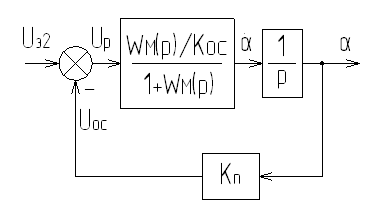 Uз2
Uр
Wм(р)/Kос
1+Wм(р)
α
1
р
α
−
Uос
Kп